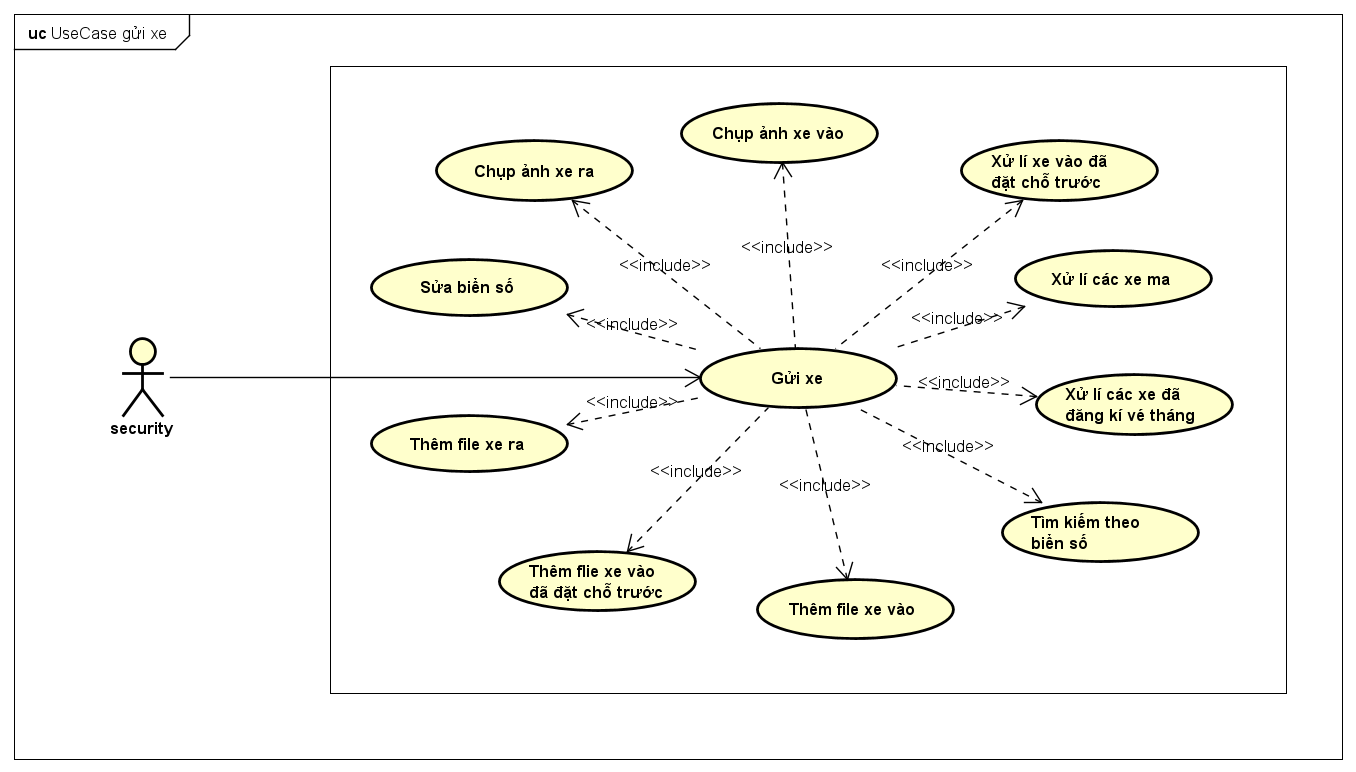 uc UseCase gửi xe
Chụp ảnh xe vào
Chụp ảnh xe ra
Xử lí xe vào đã
đặt chỗ trước
<<include>>
<<include>>
<<include>>
Sửa biển số
Xử lí các xe ma
<<include>>
<<include>>
Gửi xe
<<include>>
Xử lí các xe đã
đăng kí vé tháng
<<include>>
security
Thêm file xe ra
<<include>>
<<include>>
<<include>>
Tìm kiếm theo
biển số
Thêm flie xe vào
đã đặt chỗ trước
Thêm file xe vào